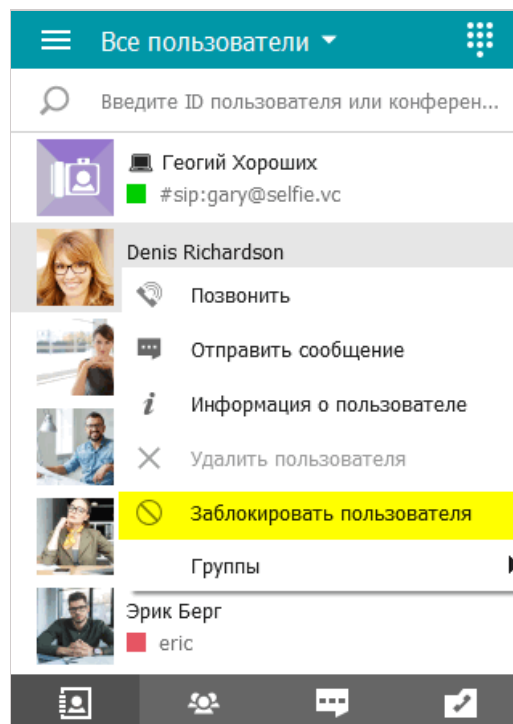 Все пользователи
Введите ID пользователя или конферен...
Георгий Хороших
#sip:gary@selfie.vc
Denis Richardson
Позвонить
Отправить сообщение
Информация о пользователе
Удалить пользователя
Заблокировать пользователя
Группы
Эрик Берг
eric